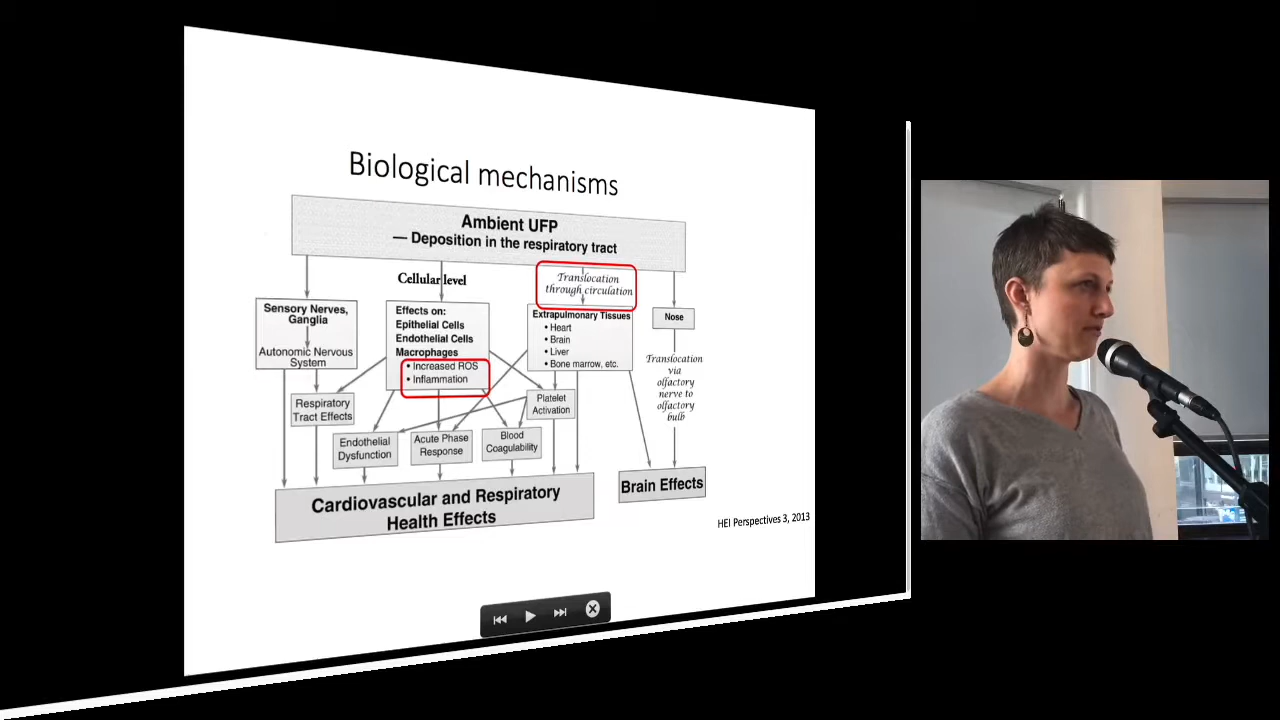 Biological mechanisms
Ambient UFP
— Deposition in the respiratory tract
Cellular level
Translocation
through circulation
Sensory Nerves,
Ganglia
Autonomic Nervous
System
Effects on:
Epithelial Cells
Endothelial Cells
Macrophages
• Increased ROS
• Inflammation
Extrapulmonary Tissues
• Heart
• Brain
• Liver
• Bone marrow, etc.
Nose
Translocation
via
olfactory
nerve to
olfactory
bulb
Respiratory
Tract Effects
Platelet
Activation
Endothelial
Dysfunction
Acute Phase
Response
Blood
Coagulability
Cardiovascular and Respiratory
Health Effects
Brain Effects
HEI Perspectives 3, 2013